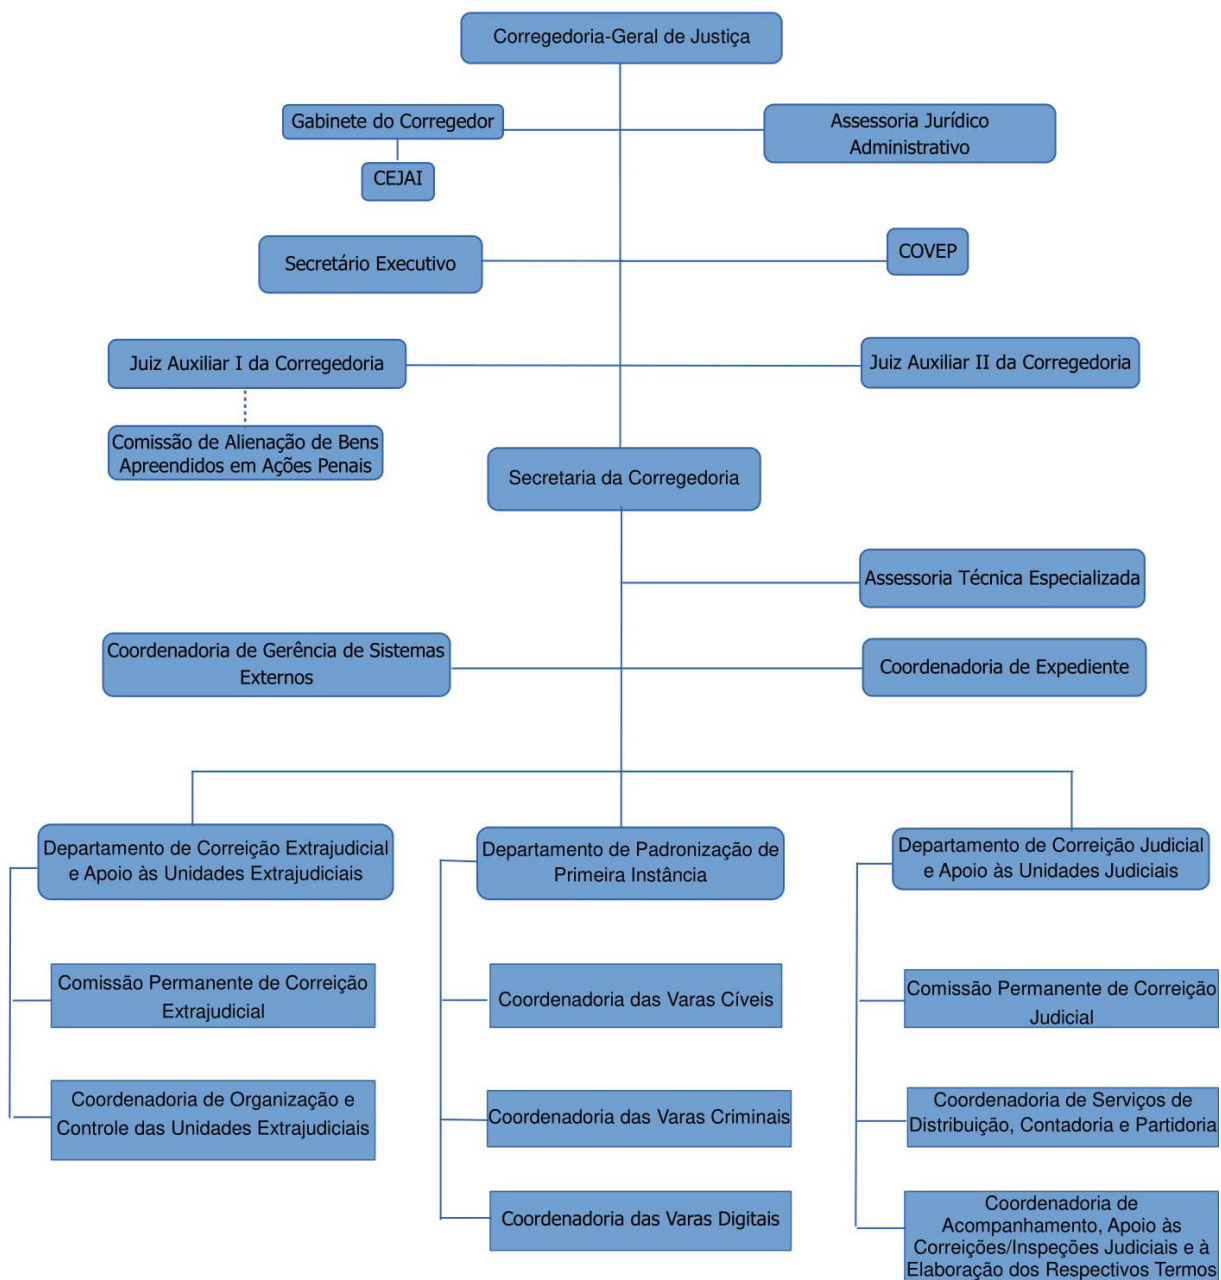 Corregedoria-Geral de Justiça
Gabinete do Corregedor
Assessoria Jurídico
Administrativo
CEJAI
Secretário Executivo
COVEP
Juiz Auxiliar I da Corregedoria
Juiz Auxiliar II da Corregedoria
Comissão de Alienação de Bens
Apreendidos em Ações Penais
Secretaria da Corregedoria
Assessoria Técnica Especializada
Coordenadoria de Gerência de Sistemas
Externos
Coordenadoria de Expediente
Departamento de Correição Extrajudicial
e Apoio às Unidades Extrajudiciais
Departamento de Padronização de
Primeira Instância
Departamento de Correição Judicial
e Apoio às Unidades Judiciais
Comissão Permanente de Correição
Extrajudicial
Coordenadoria das Varas Cíveis
Comissão Permanente de Correição
Judicial
Coordenadoria de Organização e
Controle das Unidades Extrajudiciais
Coordenadoria das Varas Criminais
Coordenadoria de Serviços de
Distribuição, Contadoria e Partidoria
Coordenadoria das Varas Digitais
Coordenadoria de
Acompanhamento, Apoio às
Correições/Inspeções Judiciais e à
Elaboração dos Respectivos Termos